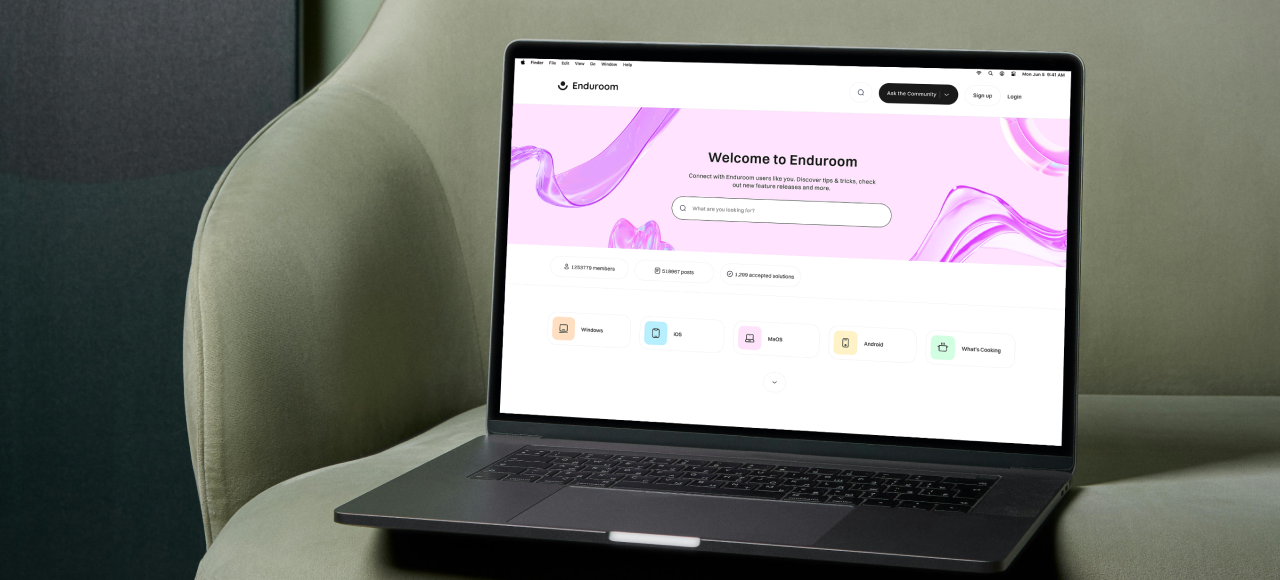 Finder File Edit View Go Window Help
Mon Jun 5 9:41 AM
Enduroom
Ask the Community
Sign up
Login
Welcome to Enduroom
Connect with Enduroom users like you. Discover tips & tricks, check
out new feature releases and more.
What are you looking for?
1253779 members
518967 posts
1,299 accepted solutions
Windows
iOS
MaOS
Android
What's Cooking